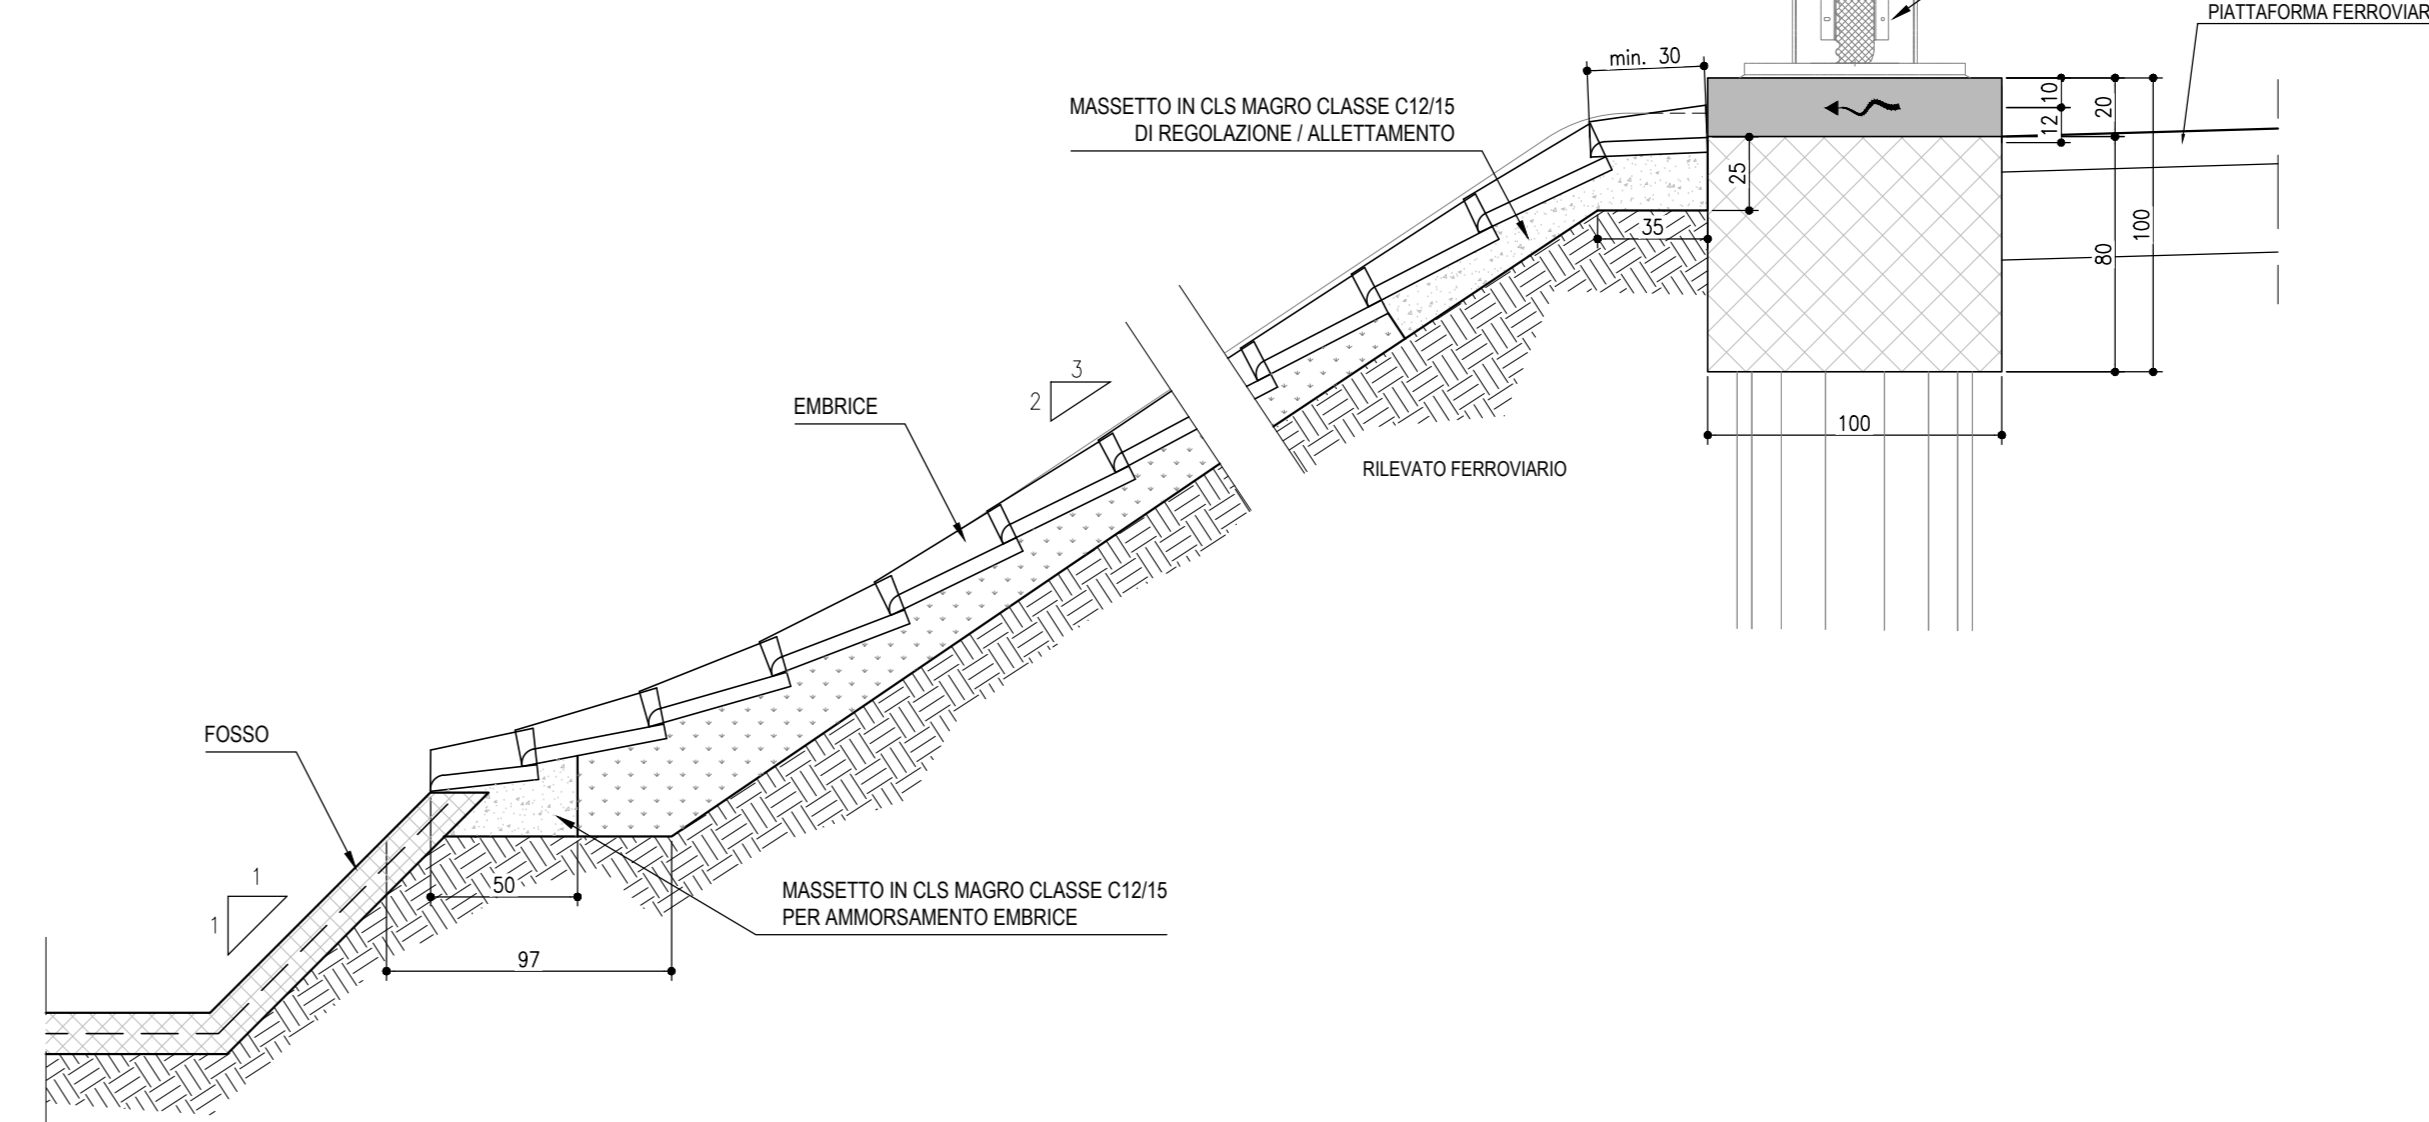 PIATTAFORMA FERROVIAR
min. 30
MASSETTO IN CLS MAGRO CLASSE C12/15
DI REGOLAZIONE / ALLETTAMENTO
10
20
12
25
35
100
80
3
2
EMBRICE
100
RILEVATO FERROVIARIO
FOSSO
1
1
50
MASSETTO IN CLS MAGRO CLASSE C12/15
PER AMMORSAMENTO EMBRICE
97